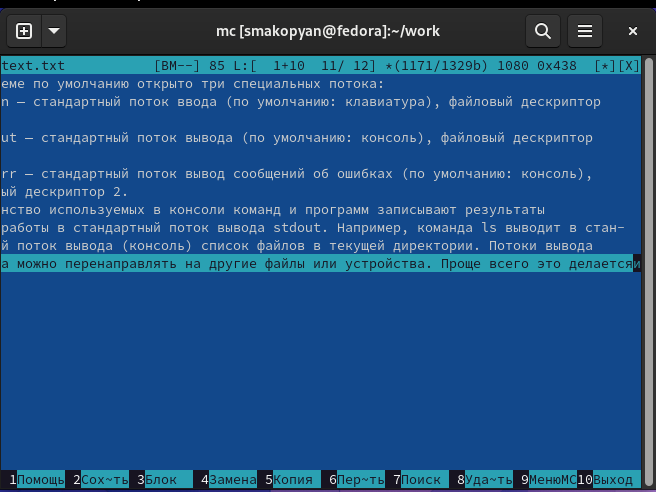 mc [smakopyan@fedora]:~/work
text.txt [BM--] 85 L:[ 1+10 11/ 12] *(1171/1329b) 1080 0x438 [*][X]
еме по умолчанию открыто три специальных потока:
n — стандартный поток ввода (по умолчанию: клавиатура), файловый дескриптор
ut — стандартный поток вывода (по умолчанию: консоль), файловый дескриптор
rr — стандартный поток вывод сообщений об ошибках (по умолчанию: консоль),
ый дескриптор 2.
нство используемых в консоли команд и программ записывают результаты
работы в стандартный поток вывода stdout. Например, команда ls выводит в стан-
й поток вывода (консоль) список файлов в текущей директории. Потоки вывода
а можно перенаправлять на другие файлы или устройства. Проще всего это делаетсяи
1Помощь 2Сох~ть 3Блок 4Замена 5Копия 6Пер~ть 7Поиск 8Уда~ть 9МенюMC 10Выход